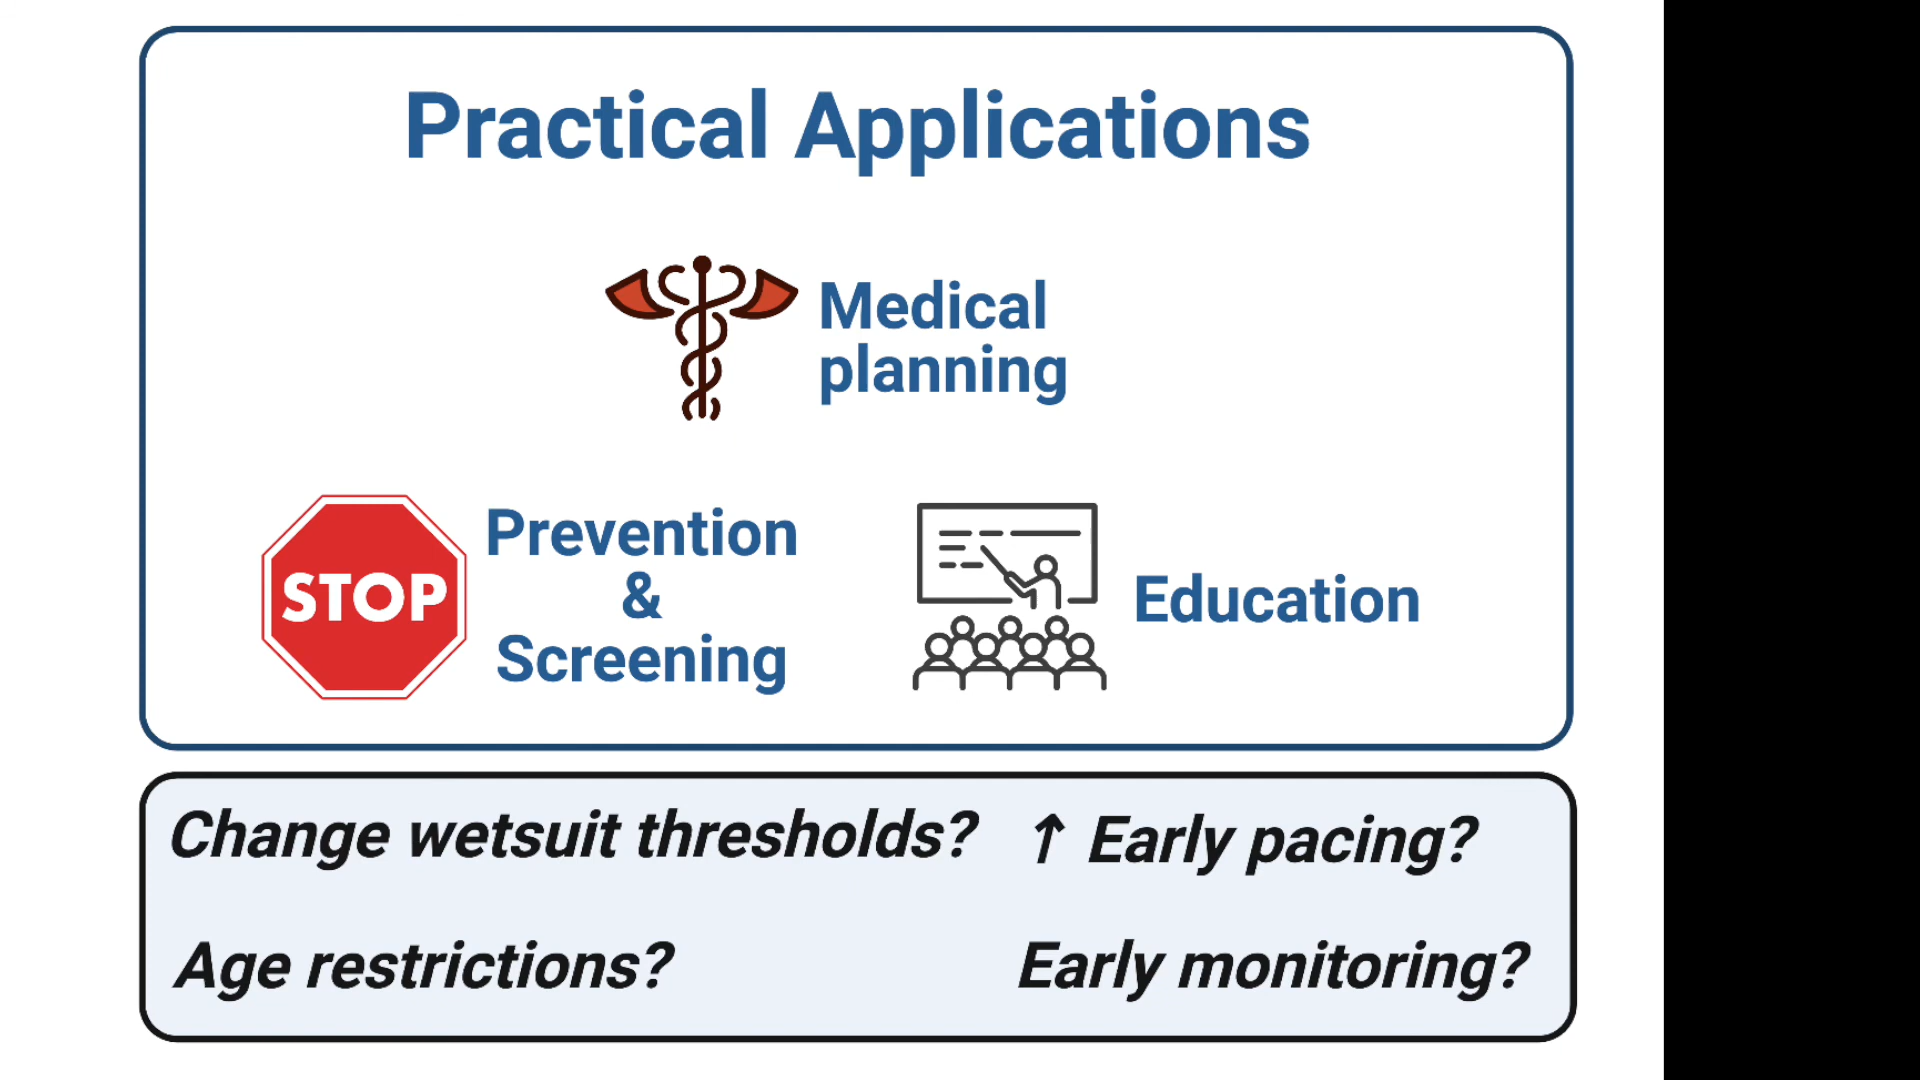 Practical Applications
Medical
planning
STOP
Prevention
&
Screening
Education
Change wetsuit thresholds?
↑ Early pacing?
Age restrictions?
Early monitoring?